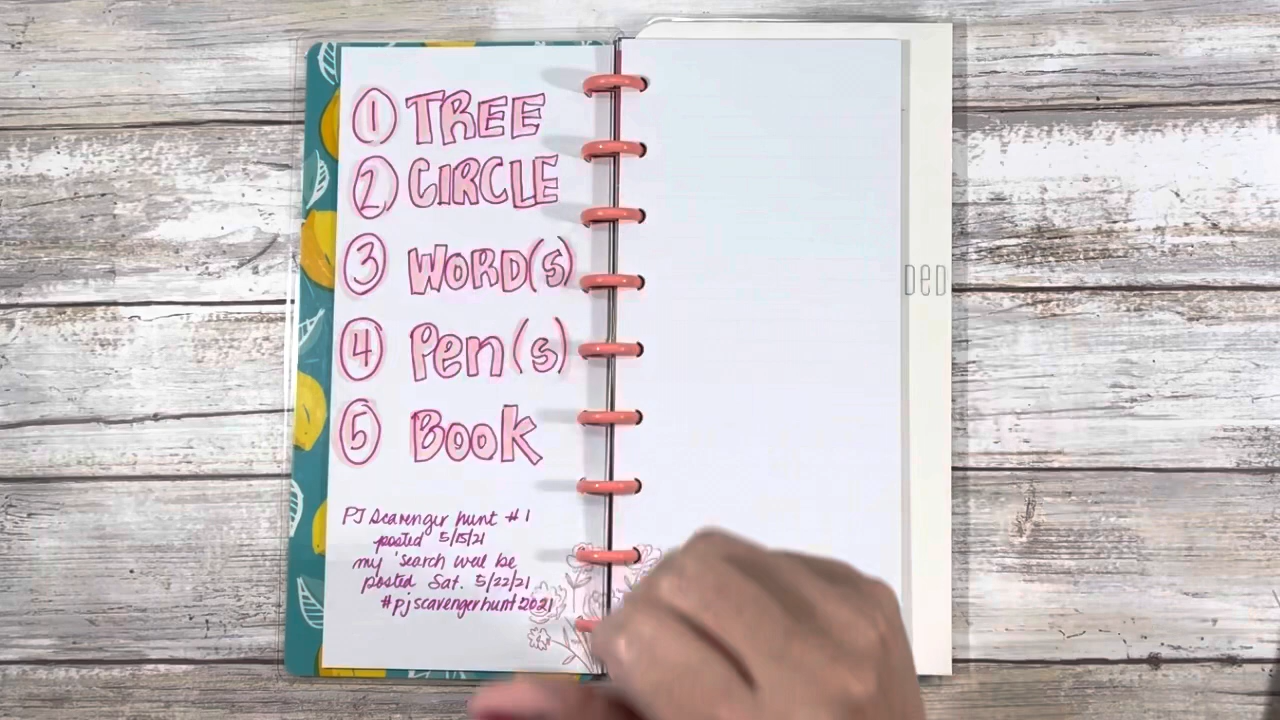 ① TREE
② CIRCLE
③ WORD(s)
④ Pen(s)
⑤ Book
PJ Scavenger hunt #1
posted 5/15/21
my search will be
posted Sat. 5/22/21
#pjscavengerhunt2021
DED